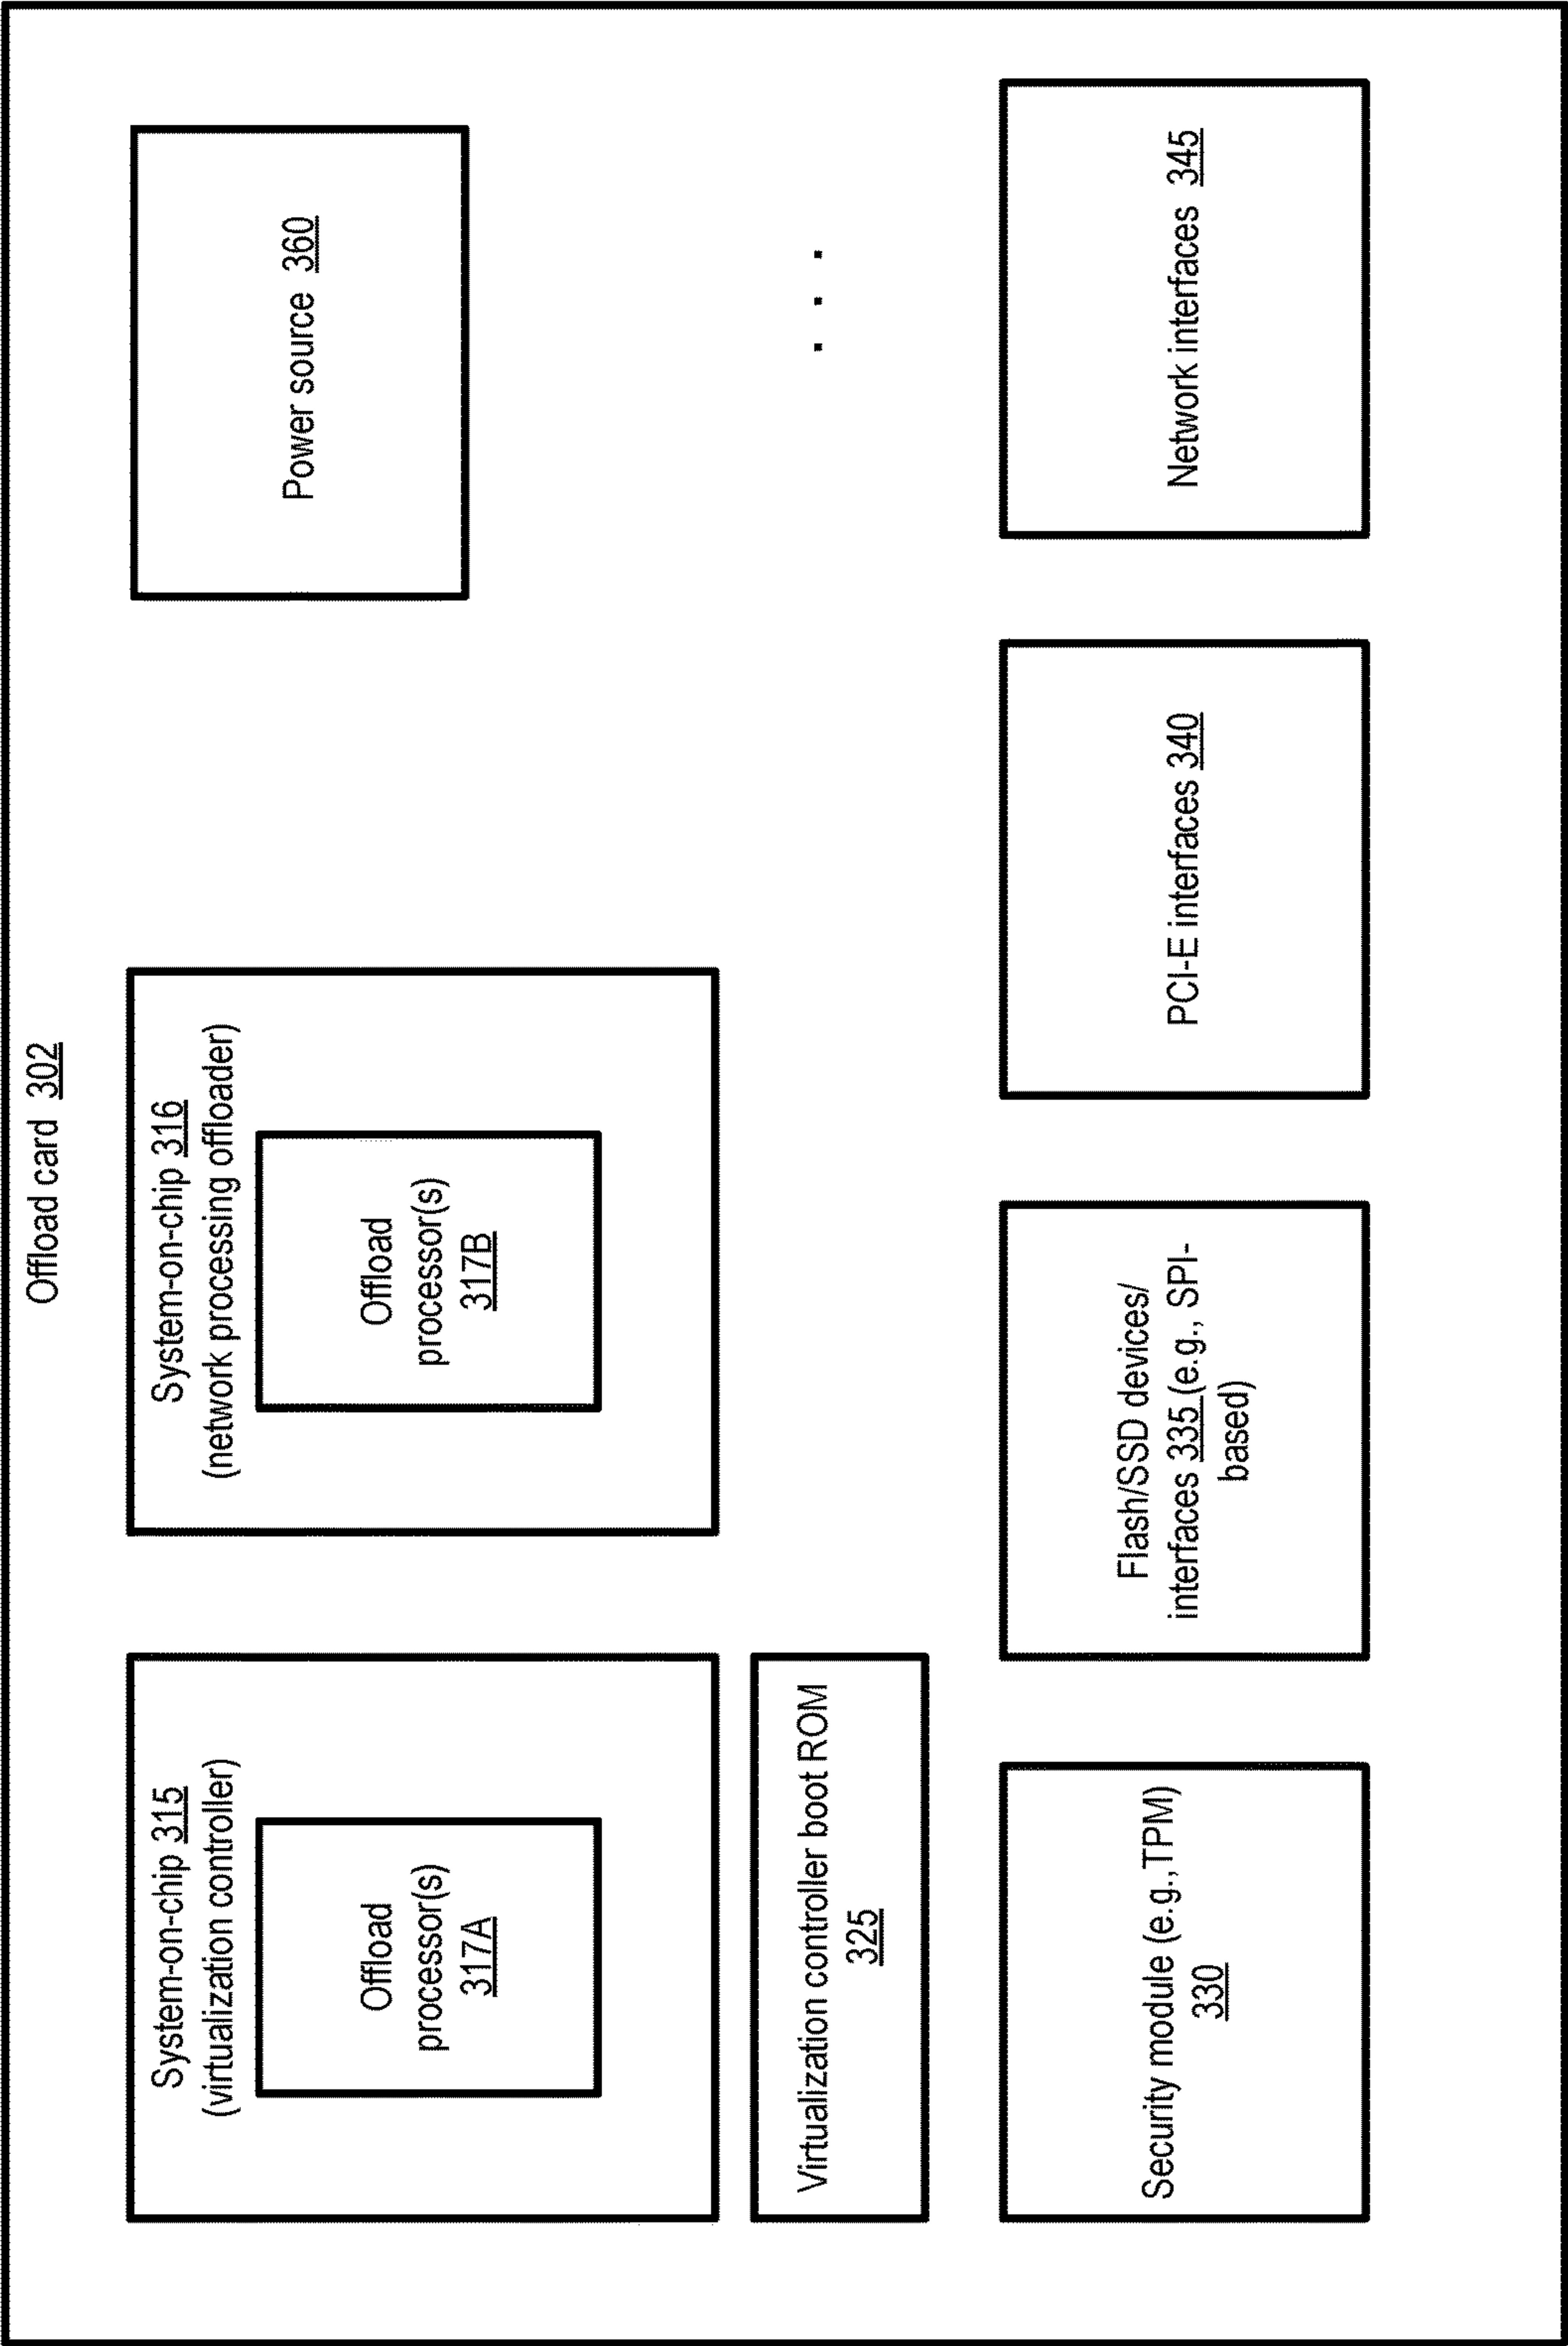 Offload card 302
System-on-chip 315
(virtualization controller)
Offload
processor(s)
317A
System-on-chip 316
(network processing offloader)
Offload
processor(s)
317B
Power source 360
Virtualization controller boot ROM
325
. . .
Security module (e.g.,TPM)
330
Flash/SSD devices/
interfaces 335 (e.g., SPI-
based)
PCI-E interfaces 340
Network interfaces 345